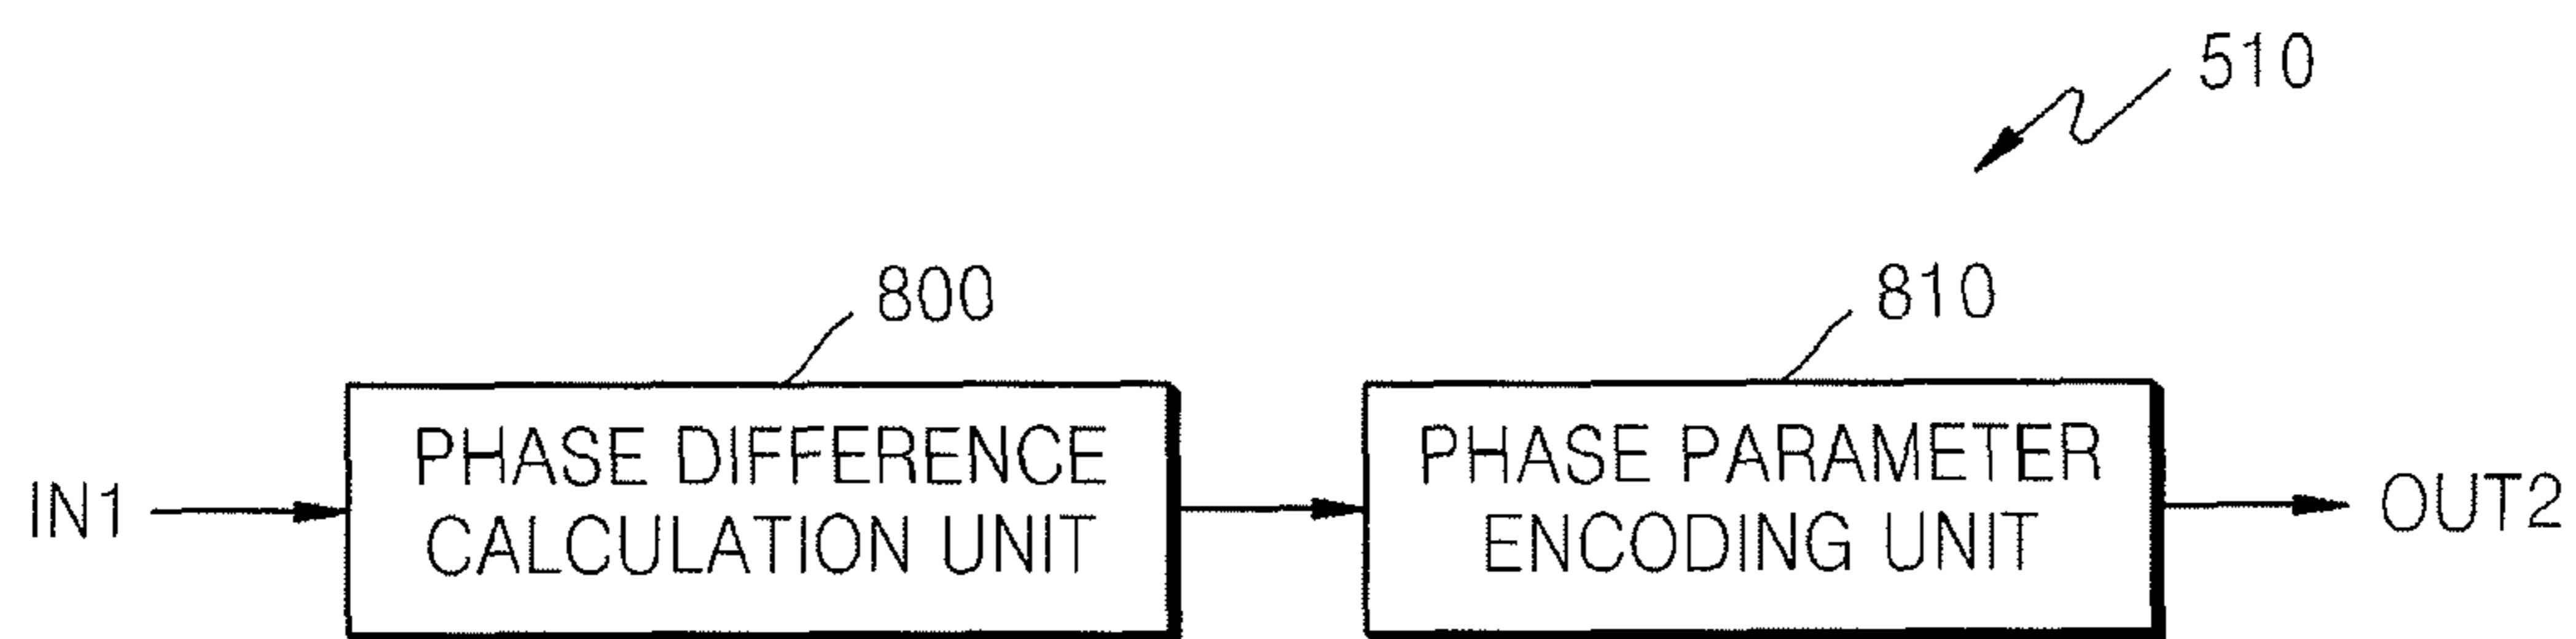 510
800
810
IN1
PHASE DIFFERENCE
CALCULATION UNIT
PHASE PARAMETER
ENCODING UNIT
OUT2